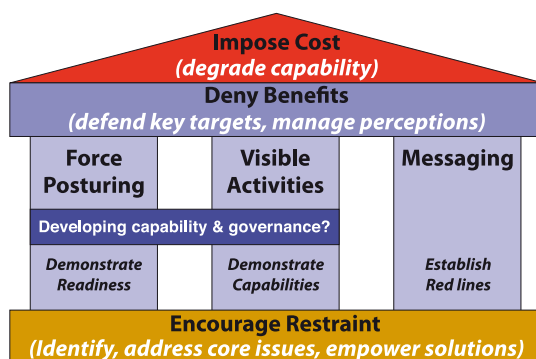 Impose Cost
(degrade capability)
Deny Benefits
(defend key targets, manage perceptions)
Force
Posturing
Visible
Activities
Messaging
Developing capability & governance?
Demonstrate
Readiness
Demonstrate
Capabilities
Establish
Red lines
Encourage Restraint
(Identify, address core issues, empower solutions)